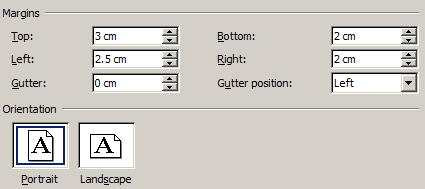 Margins
Top: 3 cm Bottom: 2 cm
Left: 2.5 cm Right: 2 cm
Gutter: 0 cm Gutter position: Left
Orientation
A A
Portrait Landscape